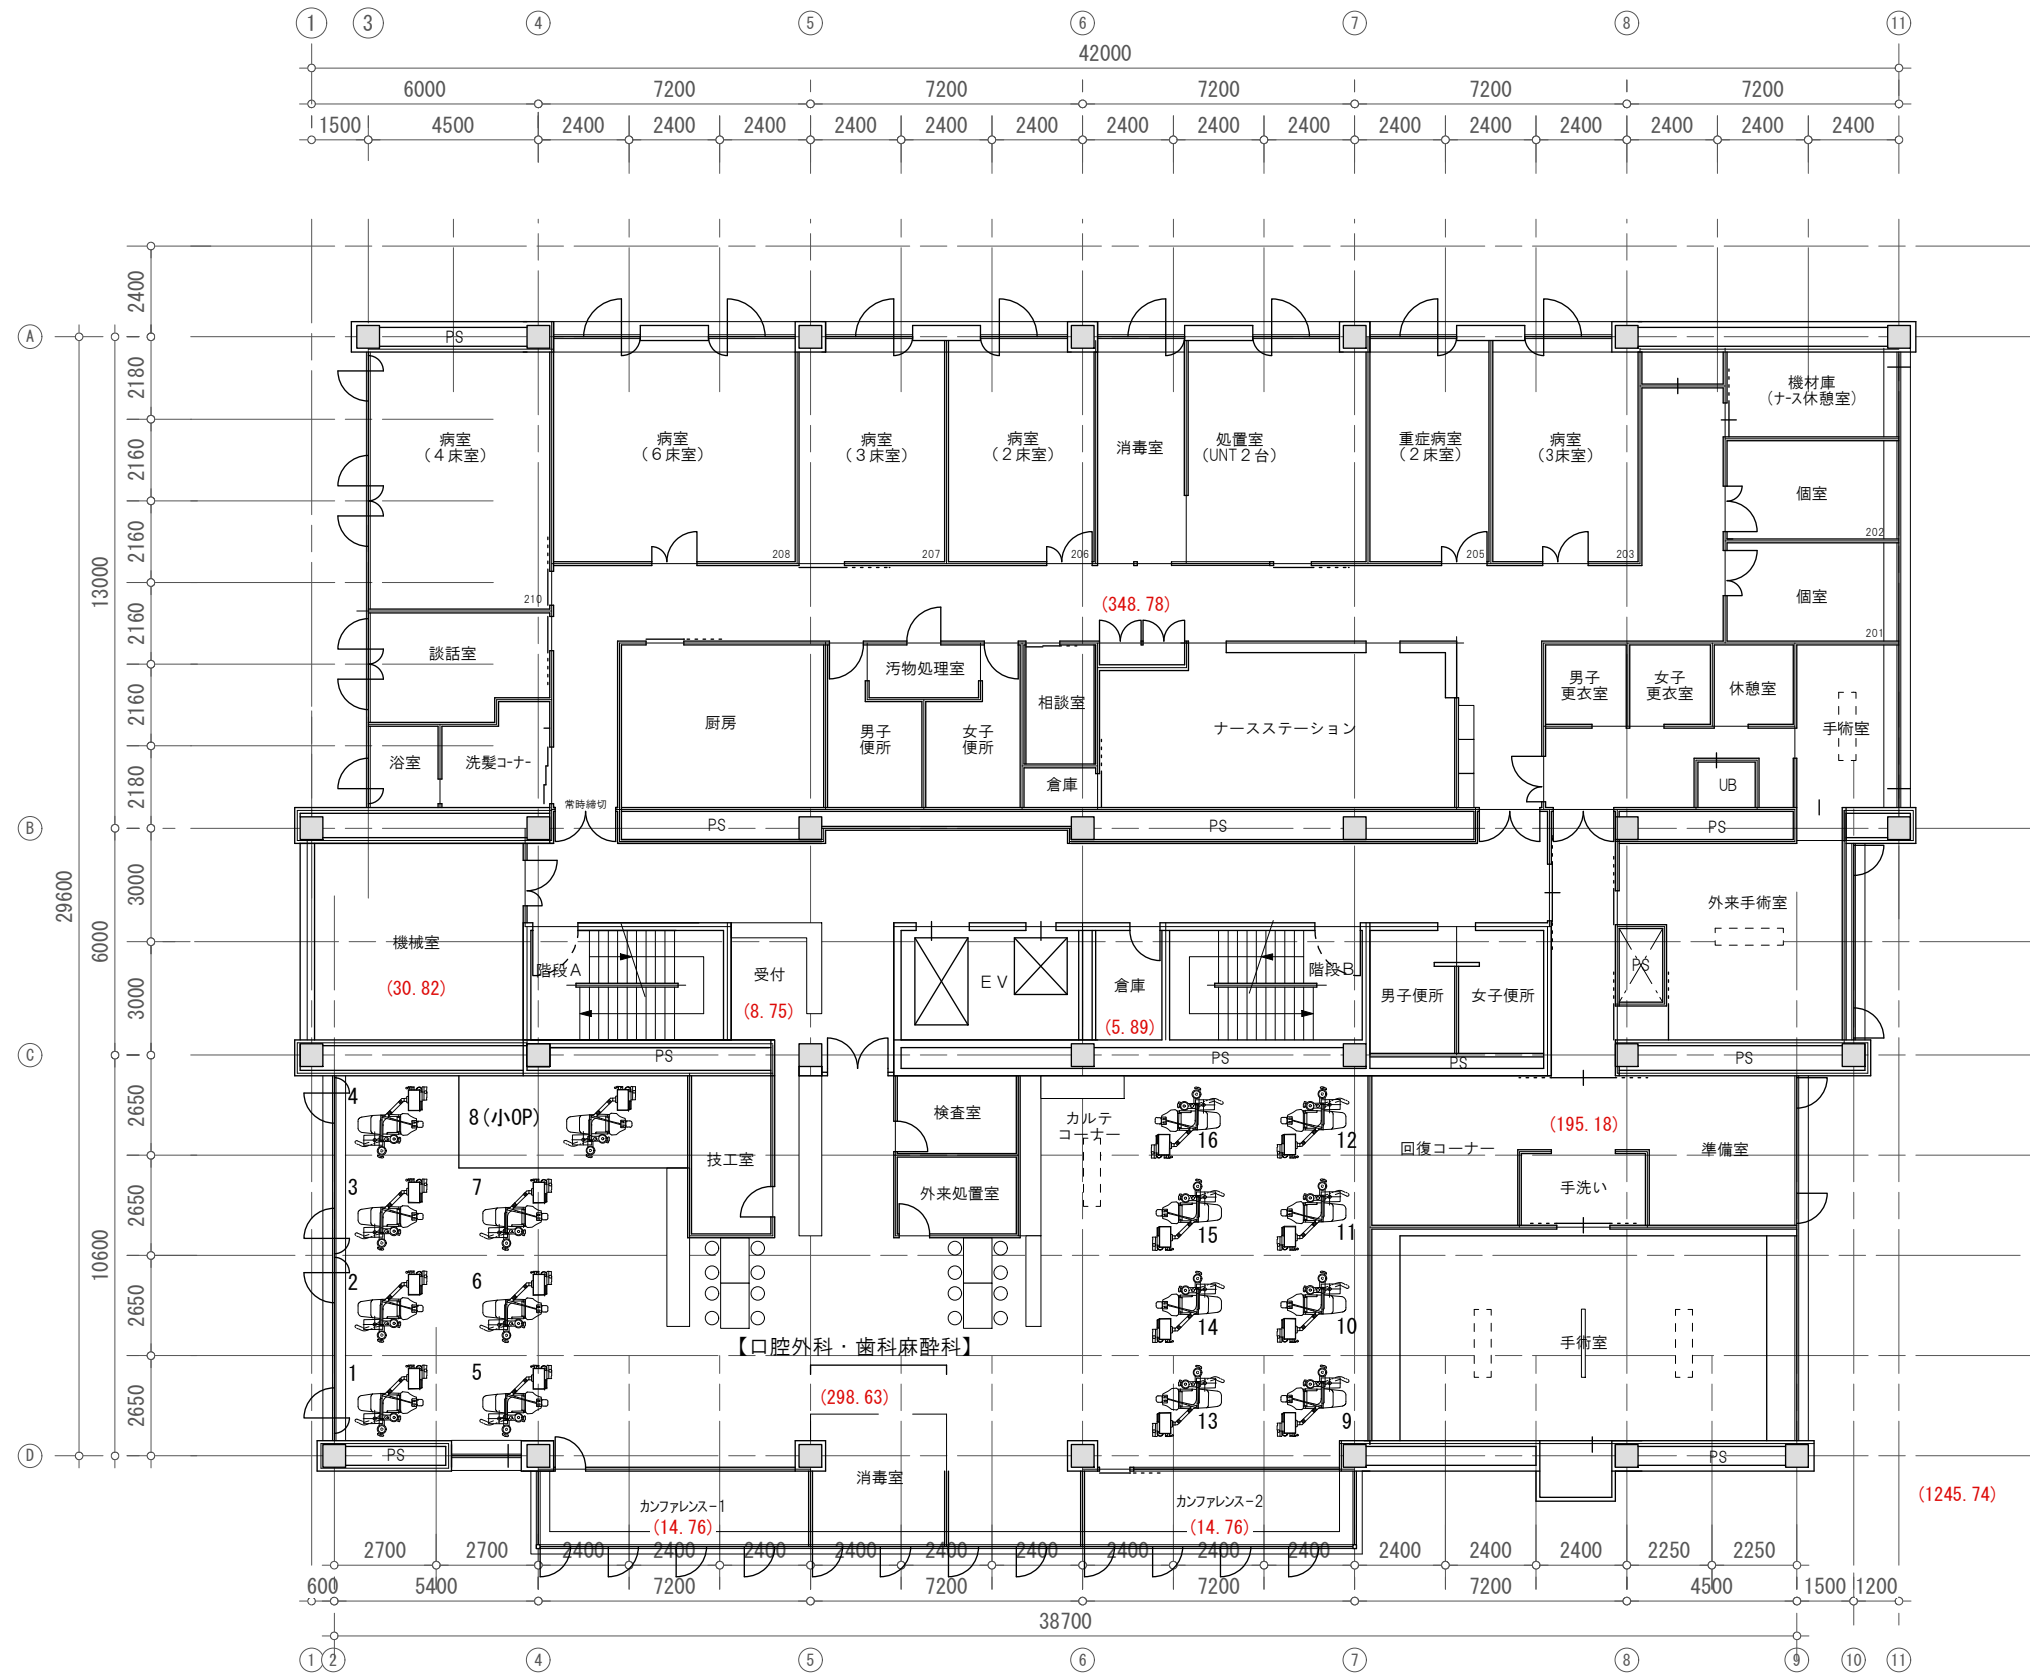 1 3 4 5 6 7 8 11
42000
6000 7200 7200 7200 7200 7200
1500 4500 2400 2400 2400 2400 2400 2400 2400 2400 2400 2400 2400 2400 2400 2400 2400
2400
A
PS
2180
機材庫
(ナース休憩室)
病室
(４床室)
病室
(６床室)
病室
(３床室)
病室
(２床室)
消毒室
処置室
(UNT２台)
重症病室
(２床室)
病室
(3床室)
2160
個室
202
2160
208 207 206 205 203
13000
210
(348.78)
個室
201
2160
談話室
汚物処理室
男子
更衣室
女子
更衣室
休憩室
2160
相談室
厨房
男子
便所
女子
便所
ナースステーション
手術室
2180
浴室
洗髪コーナー
倉庫
UB
常時締切
B
PS PS PS
29600
3000
外来手術室
6000
機械室
階段A
受付
EV
倉庫
階段B
PS
(30.82)
(8.75)
(5.89)
男子便所
女子便所
3000
C
PS PS PS PS
4
8(小OP)
検査室
カルテ
コーナー
16 12
(195.18)
2650
技工室
回復コーナー
準備室
3 7
外来処置室
手洗い
2650
15 11
10600
2 6
2650
14 10
【口腔外科・歯科麻酔科】
手術室
1 5
(298.63)
2650
13 9
D
PS PS
消毒室
カンファレンス-1
(14.76)
カンファレンス-2
(14.76)
(1245.74)
2700 2700 2400 2400 2400 2400 2400 2400 2400 2400 2400 2400 2400 2400 2250 2250
600 5400 7200 7200 7200 7200 4500 1500 1200
38700
1 2 4 5 6 7 8 9 10 11